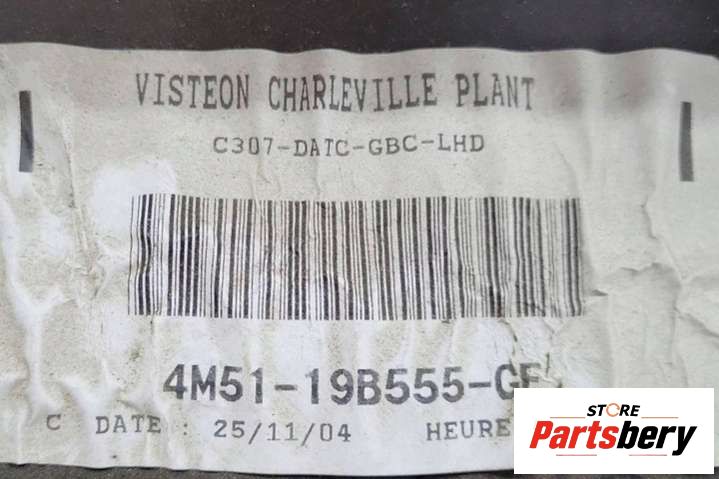 VISTEON CHARLEVILLE PLANT
C307-DATC-GBC-LHD
4M51-19B555-
C DATE : 25/11/04 HEURE
STORE
Partsbery